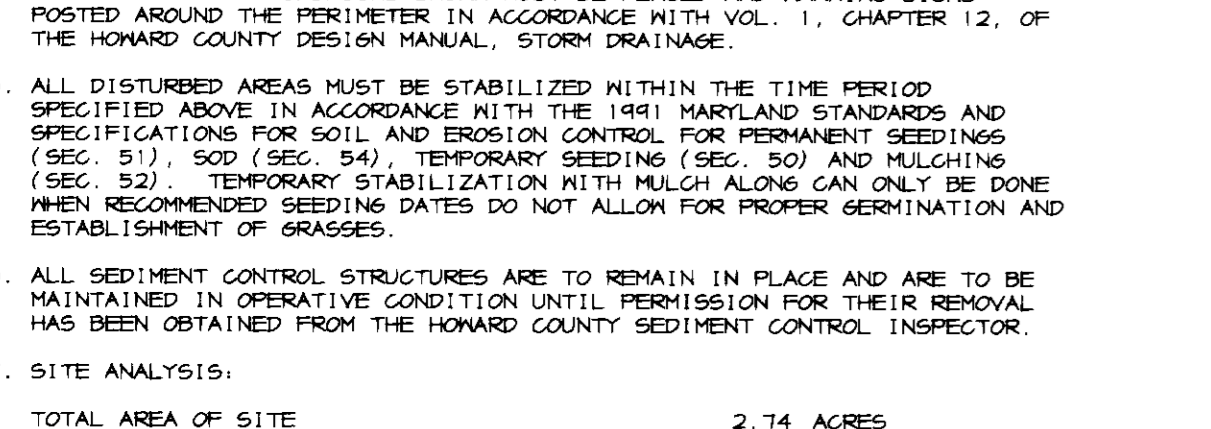 POSTED AROUND THE PERIMETER IN ACCORDANCE WITH VOL. 1, CHAPTER 12, OF
THE HOWARD COUNTY DESIGN MANUAL, STORM DRAINAGE.
. ALL DISTURBED AREAS MUST BE STABILIZED WITHIN THE TIME PERIOD
SPECIFIED ABOVE IN ACCORDANCE WITH THE 1991 MARYLAND STANDARDS AND
SPECIFICATIONS FOR SOIL AND EROSION CONTROL FOR PERMANENT SEEDINGS
(SEC. 51), SOD (SEC. 54), TEMPORARY SEEDING (SEC. 50) AND MULCHING
(SEC. 52). TEMPORARY STABILIZATION WITH MULCH ALONG CAN ONLY BE DONE
WHEN RECOMMENDED SEEDING DATES DO NOT ALLOW FOR PROPER GERMINATION AND
ESTABLISHMENT OF GRASSES.
. ALL SEDIMENT CONTROL STRUCTURES ARE TO REMAIN IN PLACE AND ARE TO BE
MAINTAINED IN OPERATIVE CONDITION UNTIL PERMISSION FOR THEIR REMOVAL
HAS BEEN OBTAINED FROM THE HOWARD COUNTY SEDIMENT CONTROL INSPECTOR.
. SITE ANALYSIS:
TOTAL AREA OF SITE 2.74 ACRES